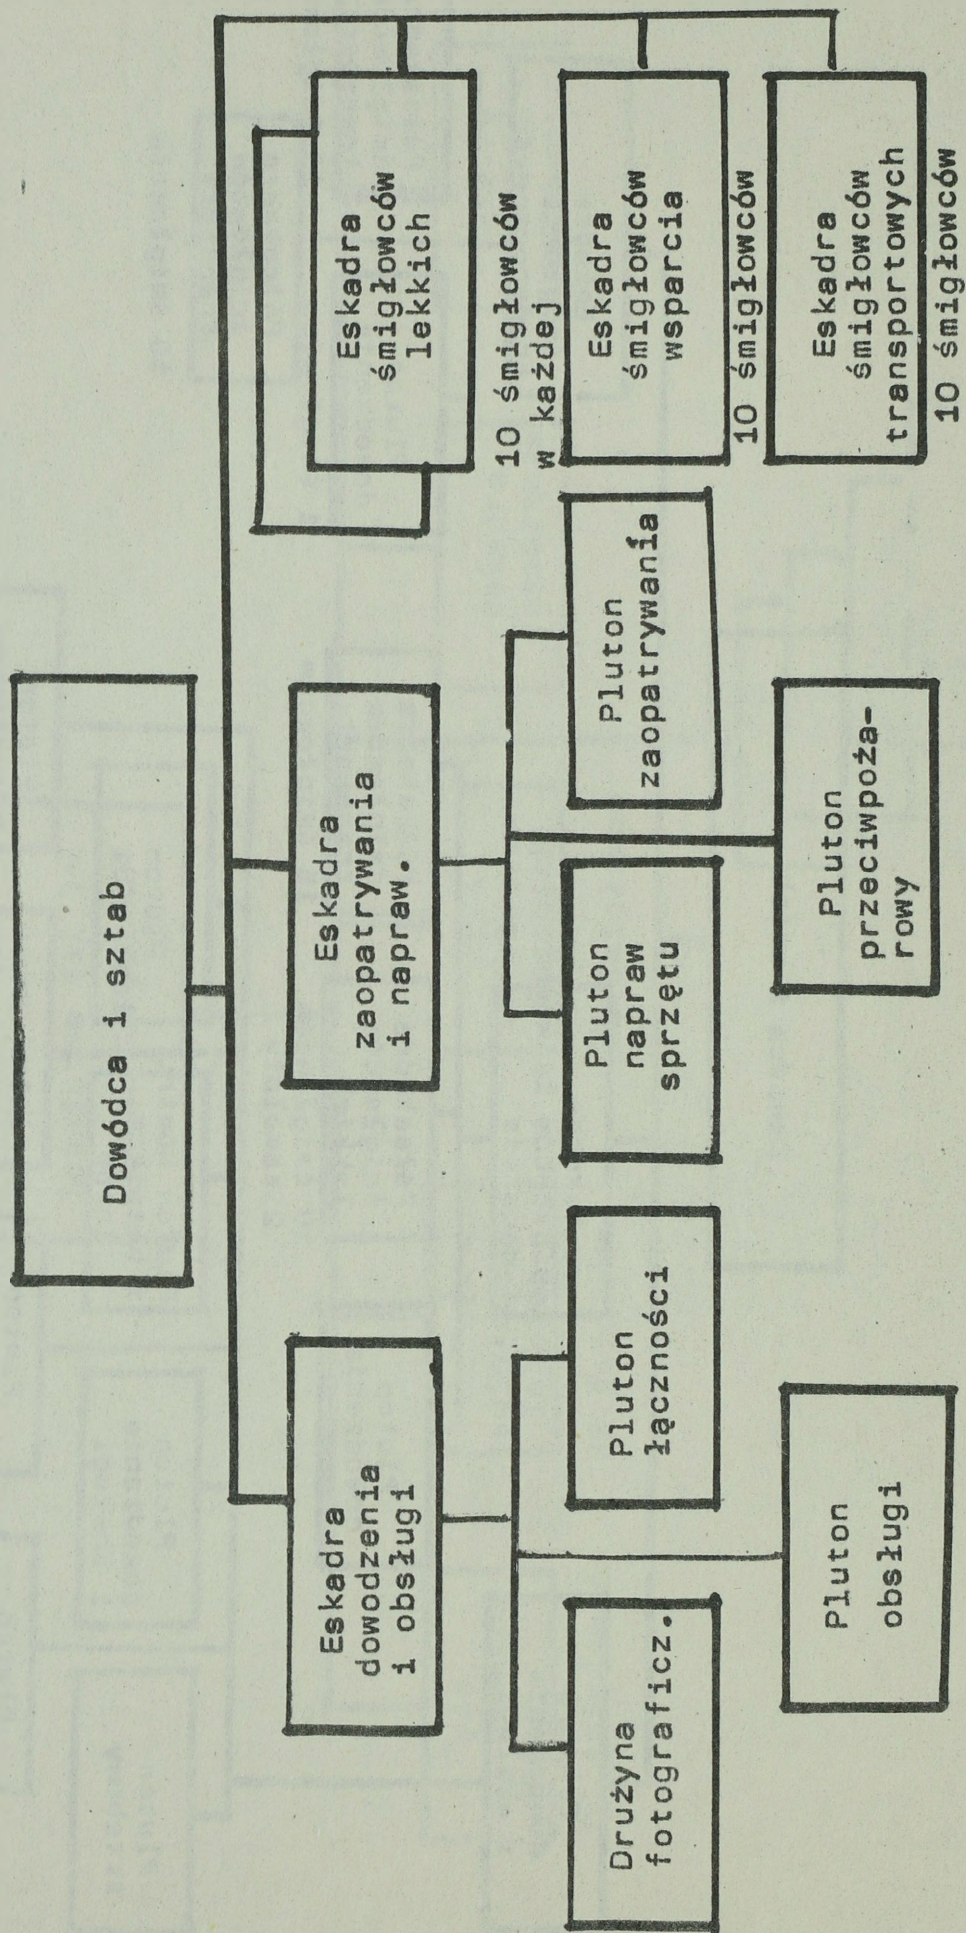 Dowódca i sztab
Eskadra
dowodzenia
i obsługi
Eskadra
zaopatrywania
i napraw.
Eskadra
śmigłowców
lekkich
10 śmigłowców
w każdej
Drużyna
fotograficz.
Pluton
łączności
Pluton
napraw
sprzętu
Pluton
zaopatrywania
Eskadra
śmigłowców
wsparcia
10 śmigłowców
Pluton
obsługi
Pluton
przeciwpoża-
rowy
Eskadra
śmigłowców
transportowych
10 śmigłowców